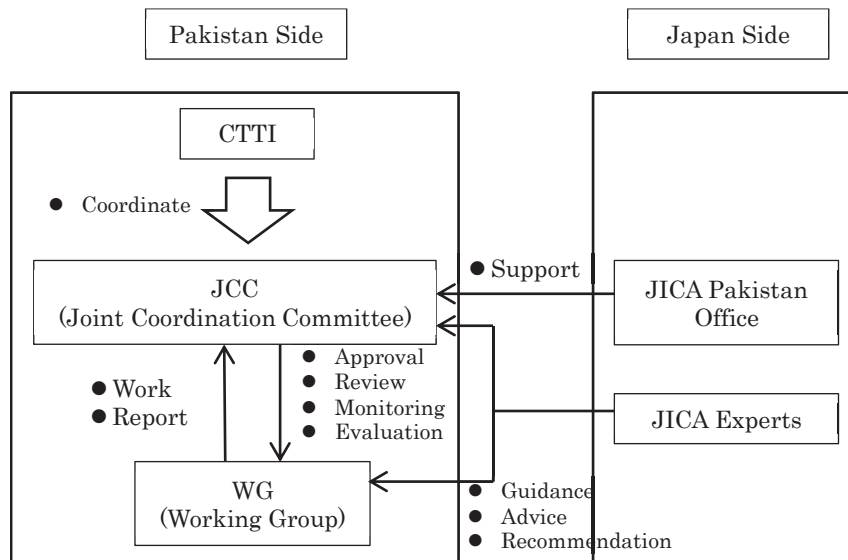 Pakistan Side
Japan Side
CTTI
● Coordinate
● Support
JCC
(Joint Coordination Committee)
JICA Pakistan
Office
● Approval
● Review
● Monitoring
● Evaluation
● Work
● Report
JICA Experts
WG
(Working Group)
● Guidance
● Advice
● Recommendation